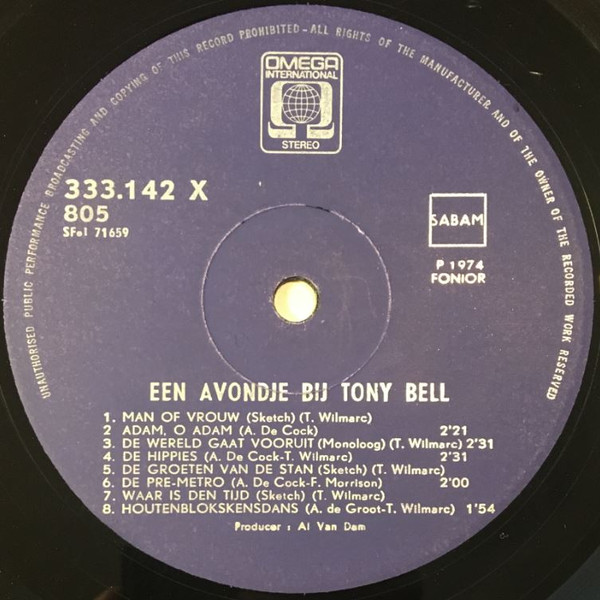 UNAUTHORISED PUBLIC PERFORMANCE BROADCASTING AND COPYING OF THIS RECORD PROHIBITED - ALL RIGHTS OF THE MANUFACTURER AND OF THE OWNER OF THE RECORDED WORK RESERVED
OMEGA
INTERNATIONAL
STEREO
333.142 X
805
SFol 71659
SABAM
P 1974
FONIOR
EEN AVONDJE BIJ TONY BELL
1. MAN OF VROUW (Sketch) (T. Wilmarc)
2 ADAM, O ADAM (A. De Cock) 2'21
3. DE WERELD GAAT VOORUIT (Monoloog) (T. Wilmarc) 2'31
4. DE HIPPIES (A. De Cock-T. Wilmarc) 2'31
5. DE GROETEN VAN DE STAN (Sketch) (T. Wilmarc)
6. DE PRE-METRO (A. De Cock-F. Morrison) 2'00
7. WAAR IS DEN TIJD (Sketch) (T. Wilmarc)
8. HOUTENBLOKSKENSDANS (A. de Groot-T. Wilmarc) 1'54
Producer : Al Van Dam